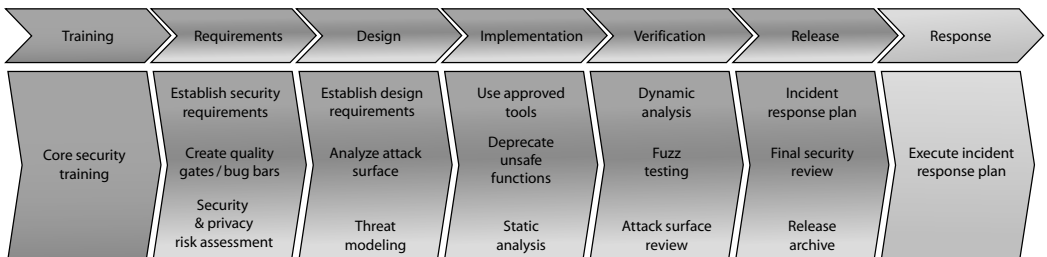 Training
Requirements
Design
Implementation
Verification
Release
Response
Core security
training
Establish security
requirements
Create quality
gates / bug bars
Security
& privacy
risk assessment
Establish design
requirements
Analyze attack
surface
Threat
modeling
Use approved
tools
Deprecate
unsafe
functions
Static
analysis
Dynamic
analysis
Fuzz
testing
Attack surface
review
Incident
response plan
Final security
review
Release
archive
Execute incident
response plan